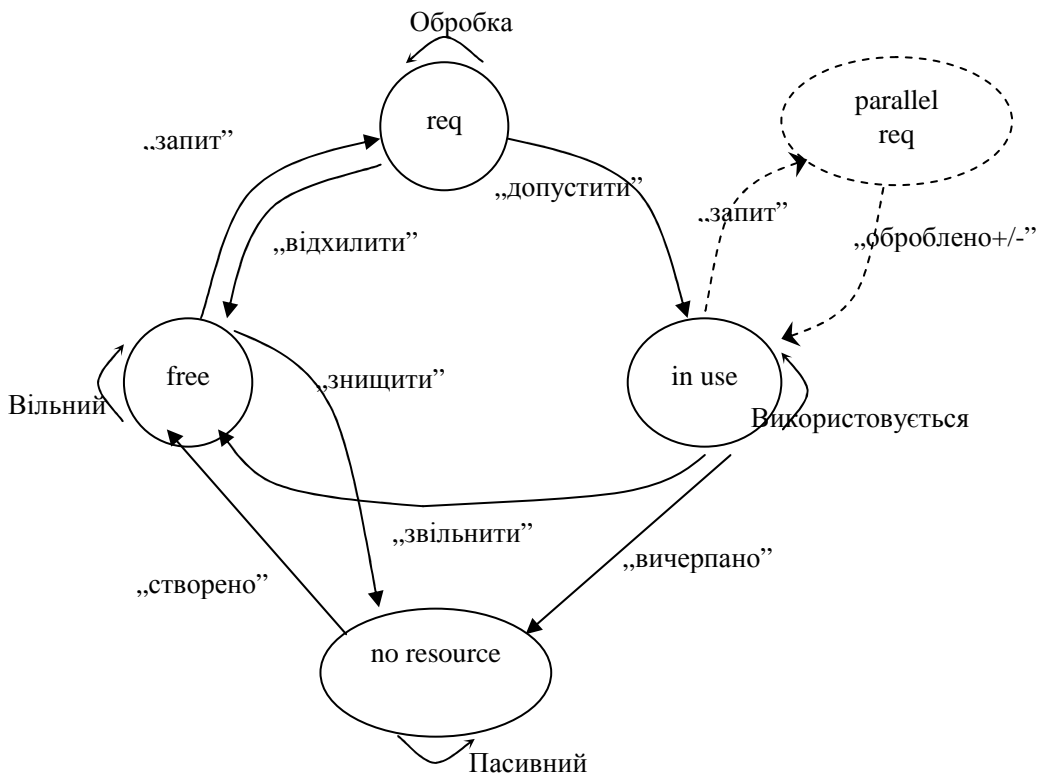 Обробка
parallel
req
req
„запит”
„допустити”
„запит”
„відхилити”
„оброблено+/-”
free
„знищити”
in use
Вільний
Використовується
„звільнити”
„вичерпано”
„створено”
no resource
Пасивний